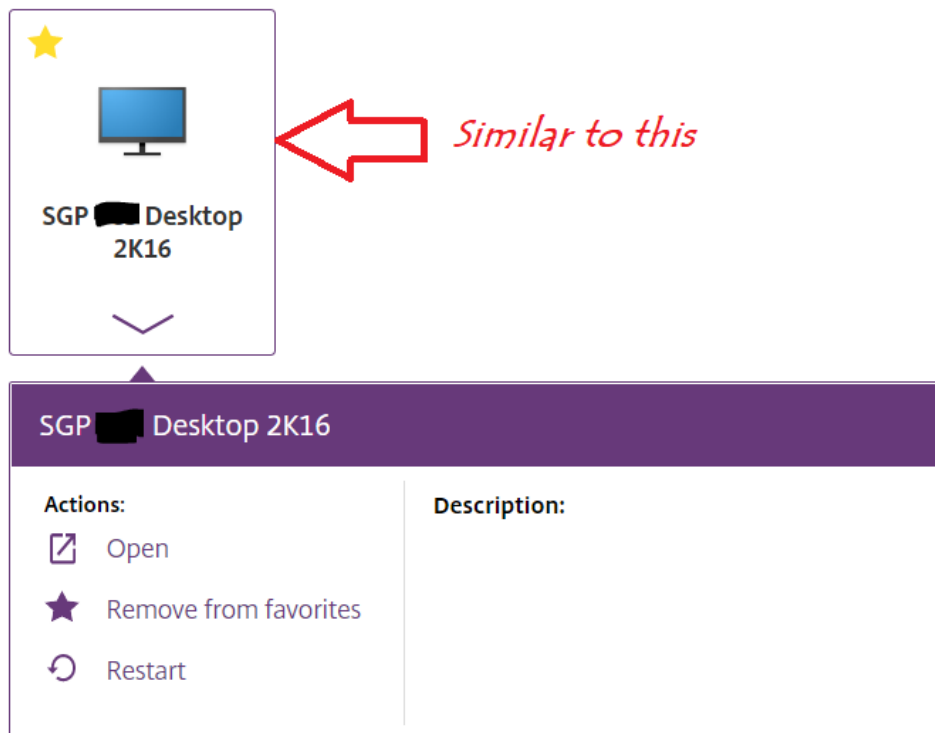 Similar to this
SGP Desktop
2K16
SGP Desktop 2K16
Actions:
Description:
Open
Remove from favorites
Restart